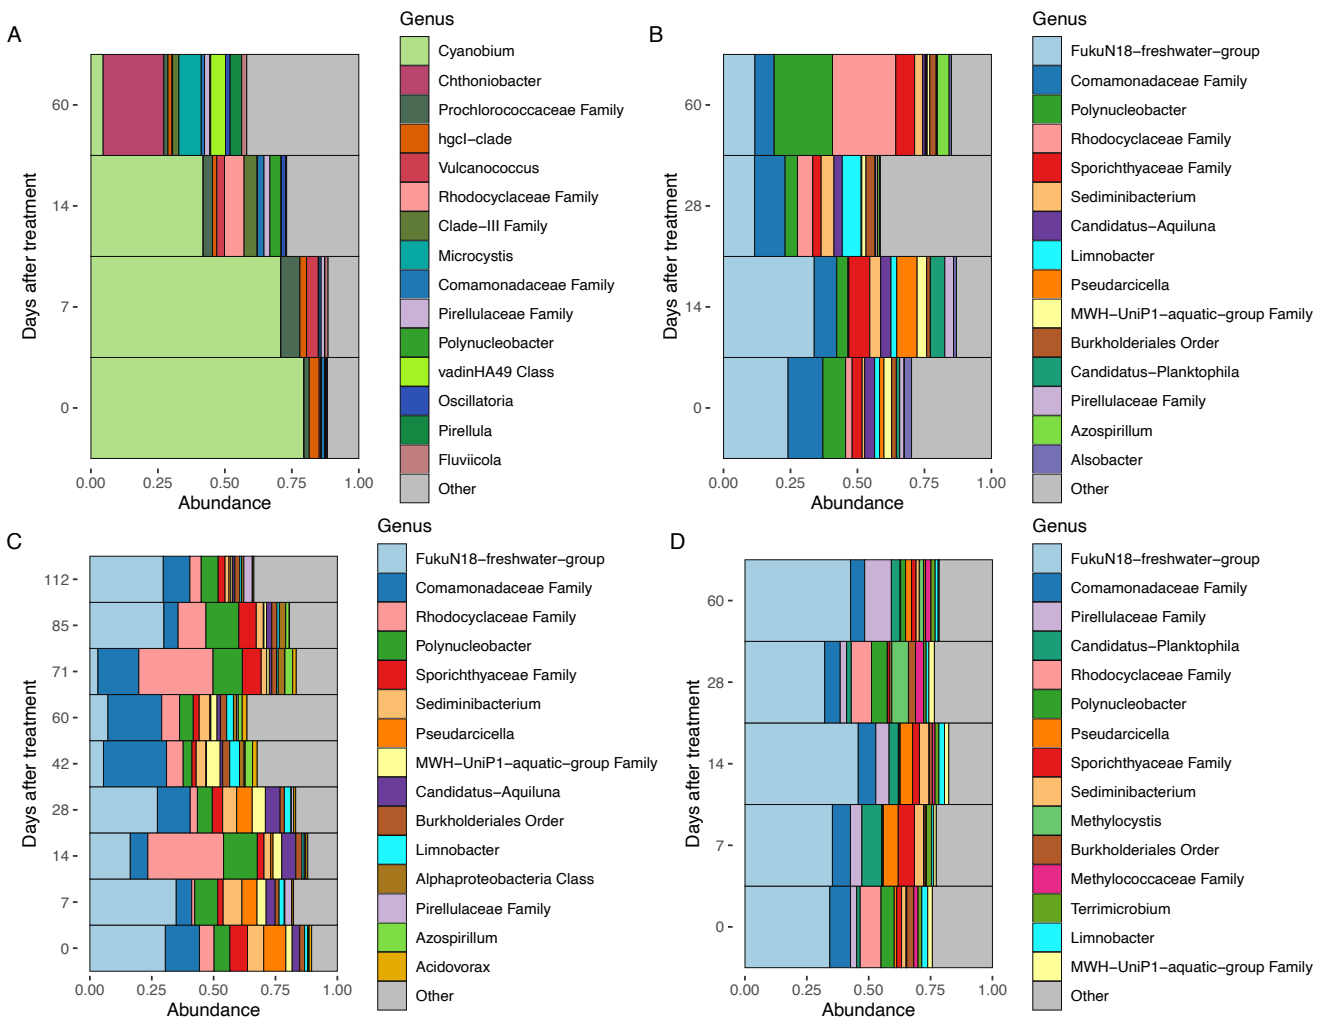 A
Genus
Cyanobium
Chthoniobacter
Prochlorococcaceae Family
hgcI−clade
Vulcanococcus
Rhodocyclaceae Family
Clade−III Family
Microcystis
Comamonadaceae Family
Pirellulaceae Family
Polynucleobacter
vadinHA49 Class
Oscillatoria
Pirellula
Fluviicola
Other
Days after treatment
60
14
7
0
0.00 0.25 0.50 0.75 1.00
Abundance
B
Genus
FukuN18−freshwater−group
Comamonadaceae Family
Polynucleobacter
Rhodocyclaceae Family
Sporichthyaceae Family
Sediminibacterium
Candidatus−Aquiluna
Limnobacter
Pseudarcicella
MWH−UniP1−aquatic−group Family
Burkholderiales Order
Candidatus−Planktophila
Pirellulaceae Family
Azospirillum
Alsobacter
Other
Days after treatment
60
28
14
0
0.00 0.25 0.50 0.75 1.00
Abundance
C
Genus
FukuN18−freshwater−group
Comamonadaceae Family
Rhodocyclaceae Family
Polynucleobacter
Sporichthyaceae Family
Sediminibacterium
Pseudarcicella
MWH−UniP1−aquatic−group Family
Candidatus−Aquiluna
Burkholderiales Order
Limnobacter
Alphaproteobacteria Class
Pirellulaceae Family
Azospirillum
Acidovorax
Other
Days after treatment
112
85
71
60
42
28
14
7
0
0.00 0.25 0.50 0.75 1.00
Abundance
D
Genus
FukuN18−freshwater−group
Comamonadaceae Family
Pirellulaceae Family
Candidatus−Planktophila
Rhodocyclaceae Family
Polynucleobacter
Pseudarcicella
Sporichthyaceae Family
Sediminibacterium
Methylocystis
Burkholderiales Order
Methylococcaceae Family
Terrimicrobium
Limnobacter
MWH−UniP1−aquatic−group Family
Other
Days after treatment
60
28
14
7
0
0.00 0.25 0.50 0.75 1.00
Abundance